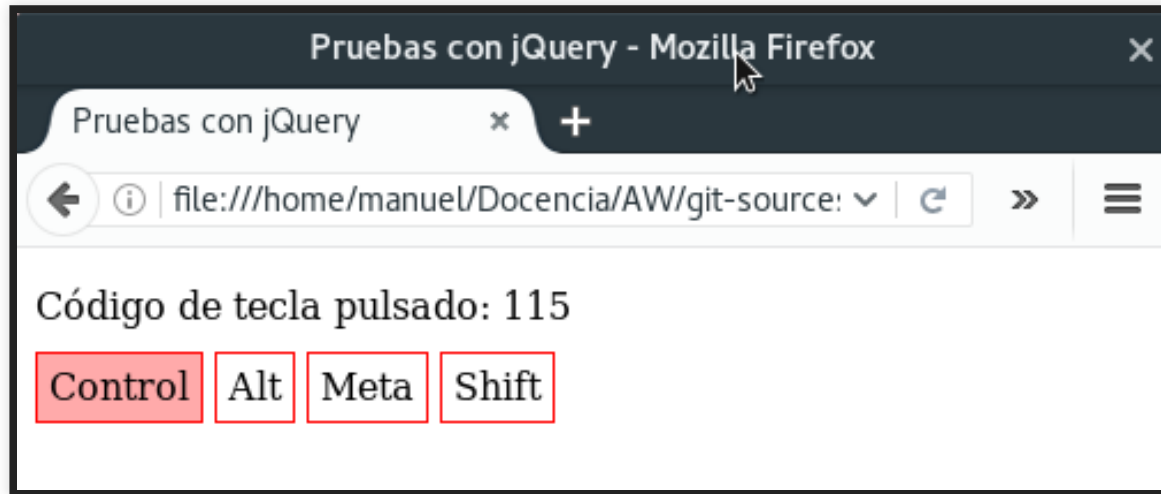 Pruebas con jQuery - Mozilla Firefox
Pruebas con jQuery
file:///home/manuel/Docencia/AW/git-source:
Código de tecla pulsado: 115
Control Alt Meta Shift